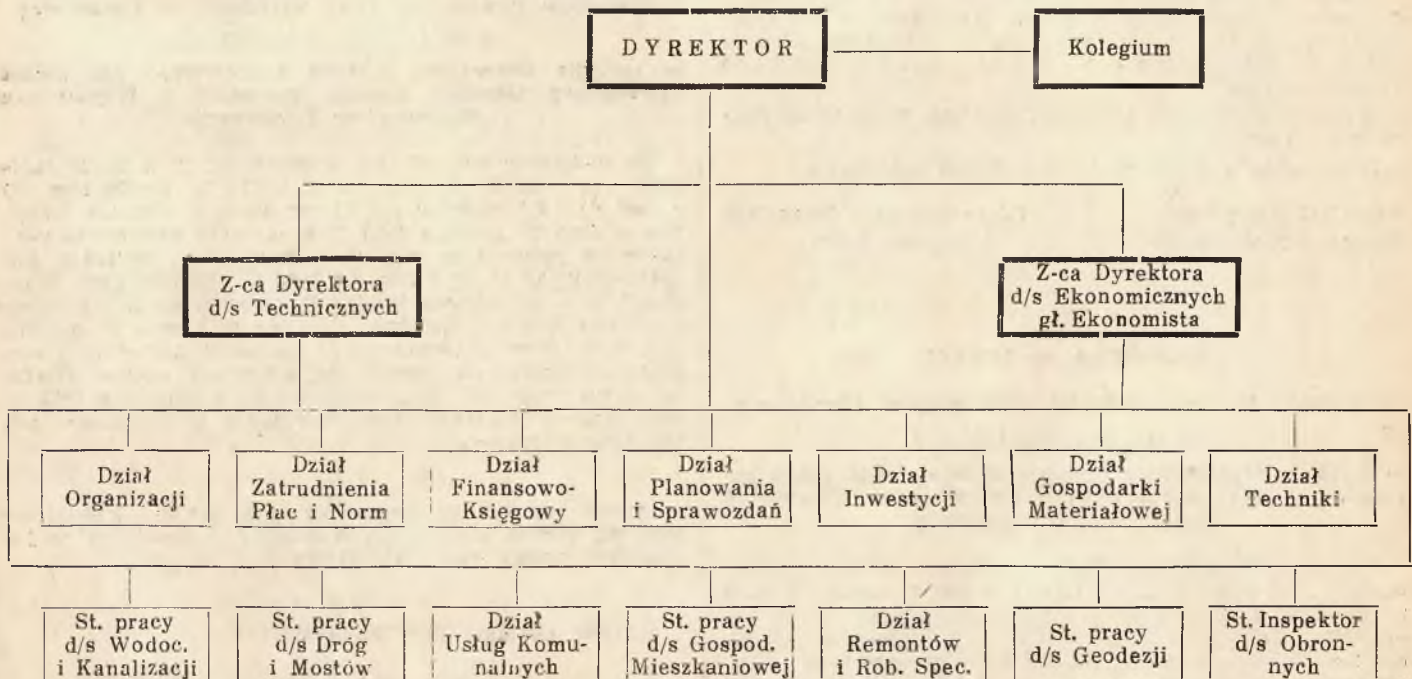 DYREKTOR
Kolegium
Z-ca Dyrektora
d/s Technicznych
Z-ca Dyrektora
d/s Ekonomicznych
gł. Ekonomista
Dział
Organizacji
Dział
Zatrudnienia
Płac i Norm
Dział
Finansowo-
Księgowy
Dział
Planowania
i Sprawozdań
Dział
Inwestycji
Dział
Gospodarki
Materiałowej
Dział
Techniki
St. pracy
d/s Wodoc.
i Kanalizacji
St. pracy
d/s Dróg
i Mostów
Dział
Usług Komu-
nalnych
St. pracy
d/s Gospod.
Mieszkaniowej
Dział
Remontów
i Rob. Spec.
St. pracy
d/s Geodezji
St. Inspektor
d/s Obron-
nych